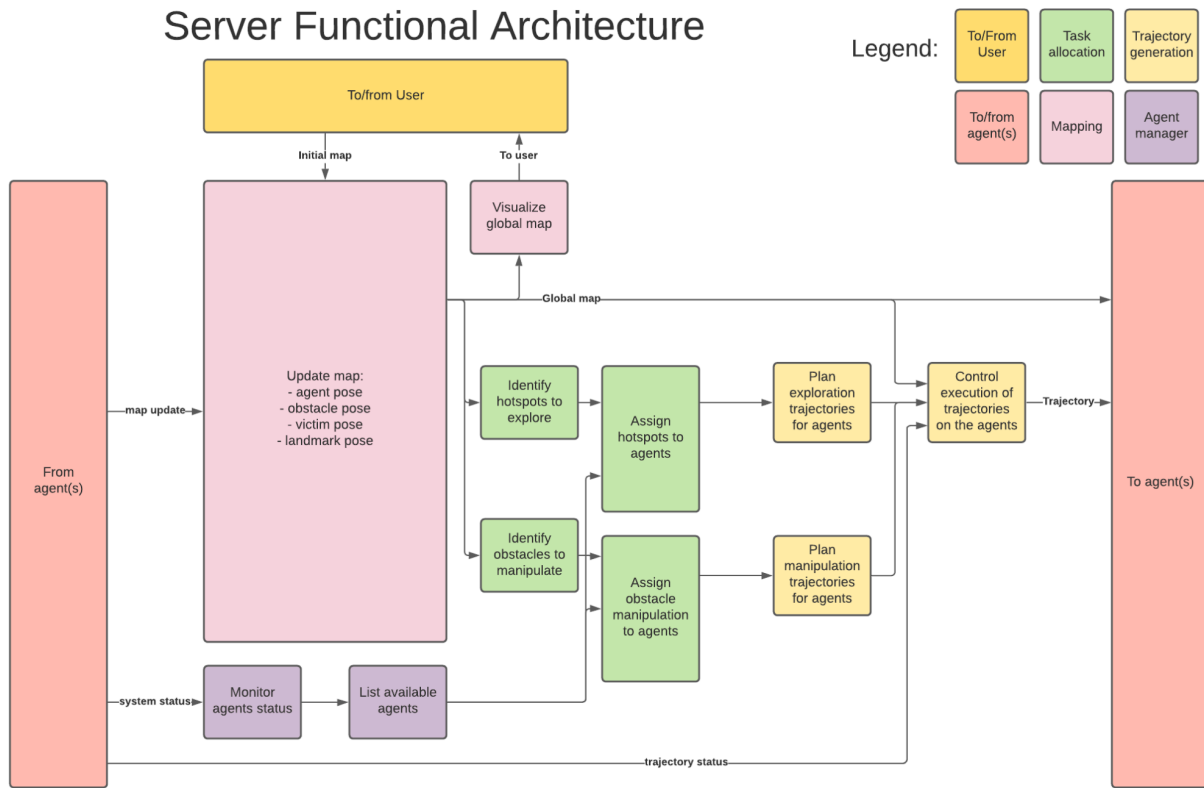 Server Functional Architecture
Legend:
To/From
User
Task
allocation
Trajectory
generation
To/from
agent(s)
Mapping
Agent
manager
To/from User
Initial map
To user
Visualize
global map
Global map
From
agent(s)
map update
Update map:
- agent pose
- obstacle pose
- victim pose
- landmark pose
Identify
hotspots to
explore
Assign
hotspots to
agents
Plan
exploration
trajectories
for agents
Control
execution of
trajectories
on the agents
Trajectory
To agent(s)
Identify
obstacles to
manipulate
Assign
obstacle
manipulation
to agents
Plan
manipulation
trajectories
for agents
system status
Monitor
agents status
List available
agents
trajectory status